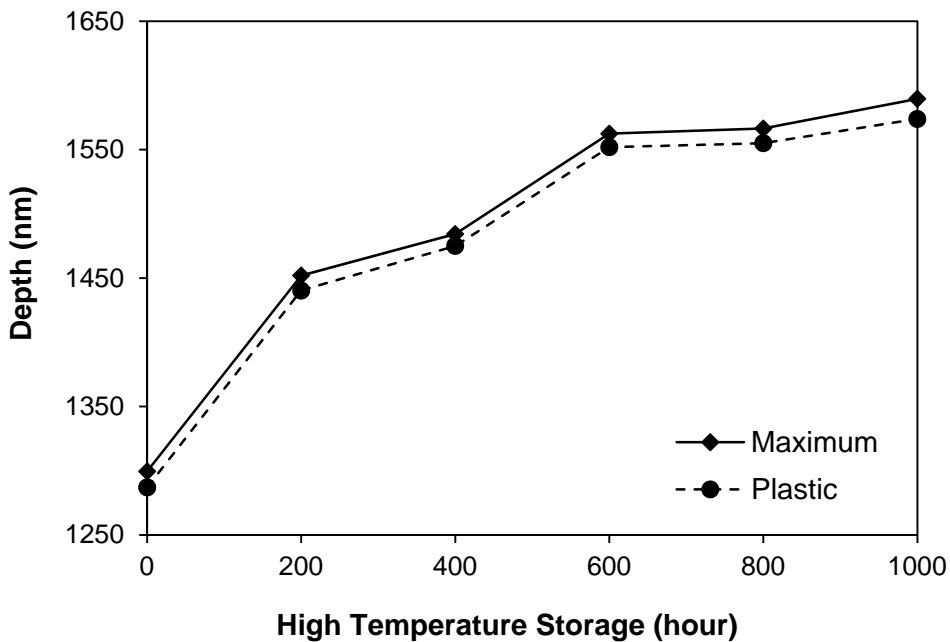 1650
1550
1450
1350
1250
Depth (nm)
Maximum
Plastic
0 200 400 600 800 1000
High Temperature Storage (hour)